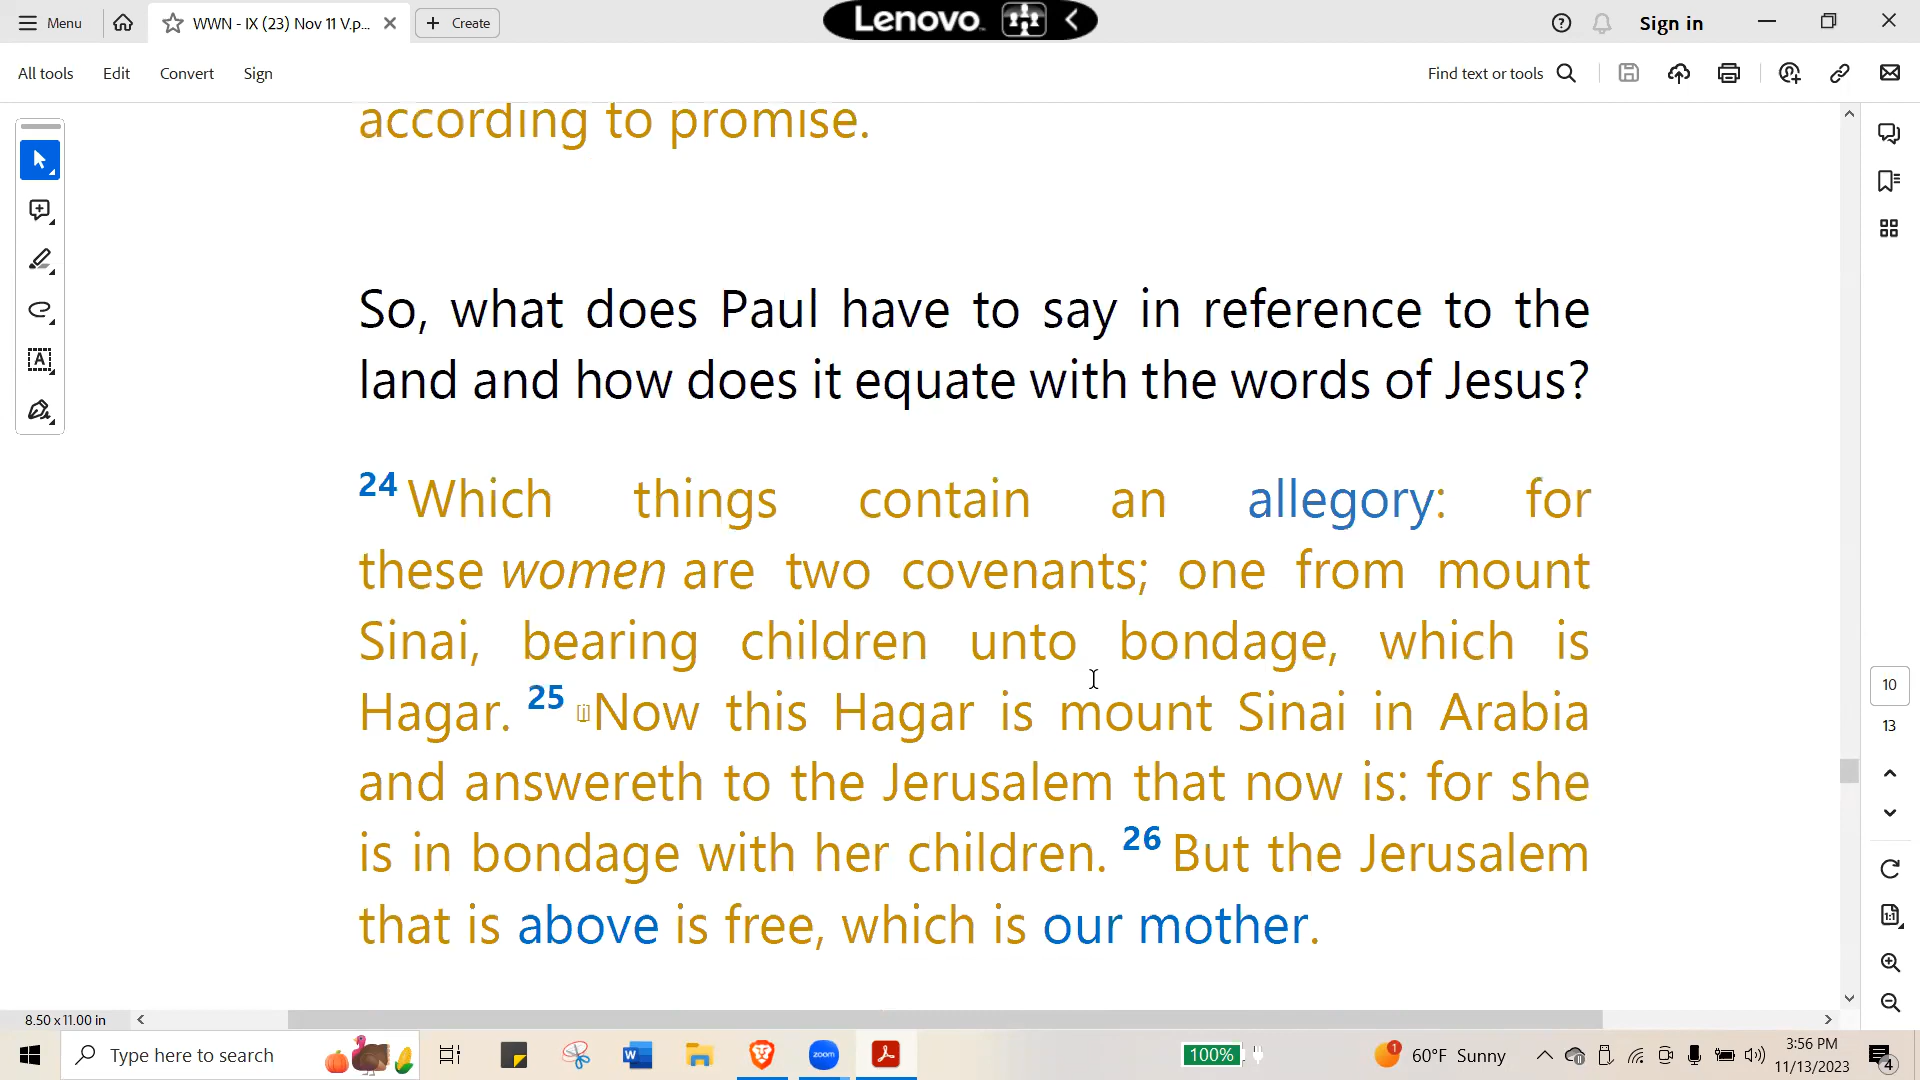 Menu
WWN - IX (23) Nov 11 V.p...
Create
Lenovo
Sign in
All tools Edit Convert Sign
Find text or tools
according to promise.
So, what does Paul have to say in reference to the
land and how does it equate with the words of Jesus?
24 Which things contain an allegory: for
these women are two covenants; one from mount
Sinai, bearing children unto bondage, which is
Hagar. 25 [i]Now this Hagar is mount Sinai in Arabia
and answereth to the Jerusalem that now is: for she
is in bondage with her children. 26 But the Jerusalem
that is above is free, which is our mother.
10
13
8.50 x 11.00 in
Type here to search
W
zoom
100%
1
60°F Sunny
3:56 PM
11/13/2023
4